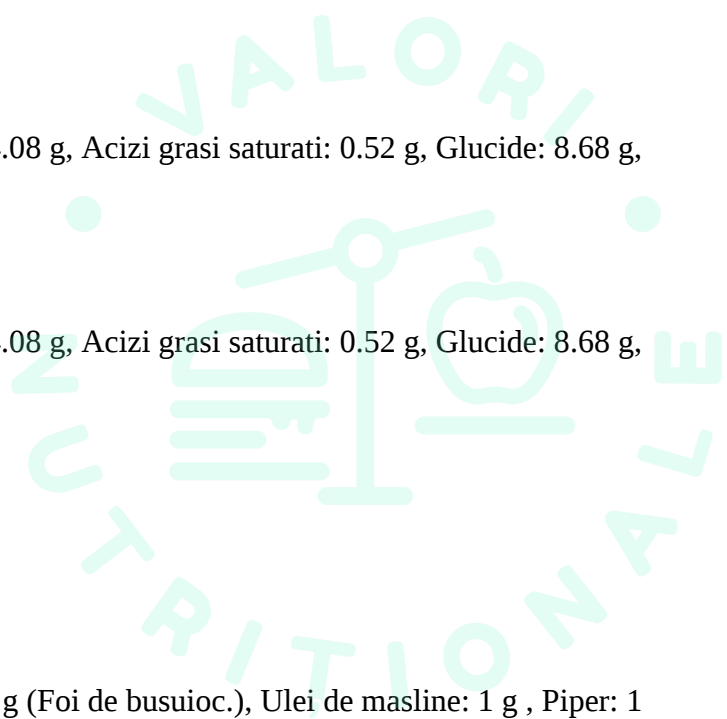 VALORI
.08 g, Acizi grasi saturati: 0.52 g, Glucide: 8.68 g,
.08 g, Acizi grasi saturati: 0.52 g, Glucide: 8.68 g,
NUTRITIONALE
g (Foi de busuioc.), Ulei de masline: 1 g , Piper: 1